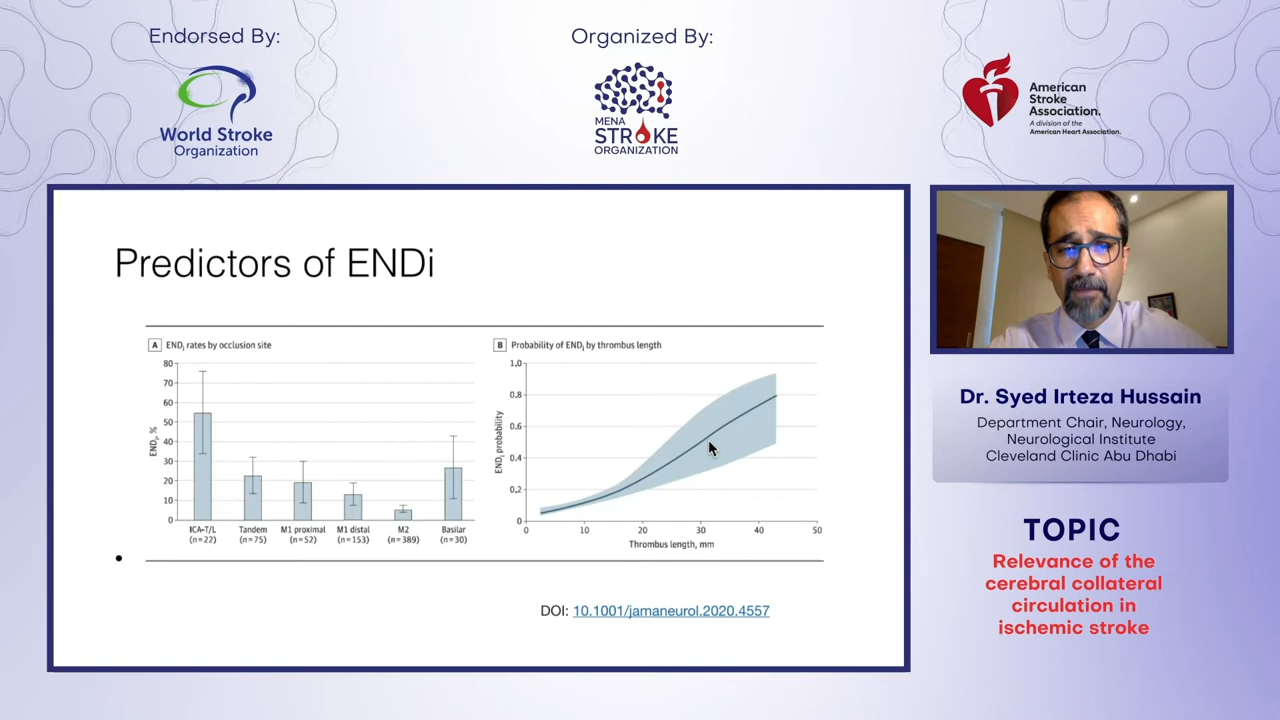 Endorsed By:
World Stroke
Organization
Organized By:
MENA
STROKE
ORGANIZATION
American
Stroke
Association.
A division of the
American Heart Association.
Predictors of ENDi
A ENDi rates by occlusion site
80
70
60
50
40
30
20
10
0
ENDi, %
ICA-T/L
(n=22)
Tandem
(n=75)
M1 proximal
(n=52)
M1 distal
(n=153)
M2
(n=389)
Basilar
(n=30)
B Probability of ENDi by thrombus length
1.0
0.8
0.6
0.4
0.2
0
ENDi probability
0 10 20 30 40 50
Thrombus length, mm
DOI: 10.1001/jamaneurol.2020.4557
Dr. Syed Irteza Hussain
Department Chair, Neurology,
Neurological Institute
Cleveland Clinic Abu Dhabi
TOPIC
Relevance of the
cerebral collateral
circulation in
ischemic stroke